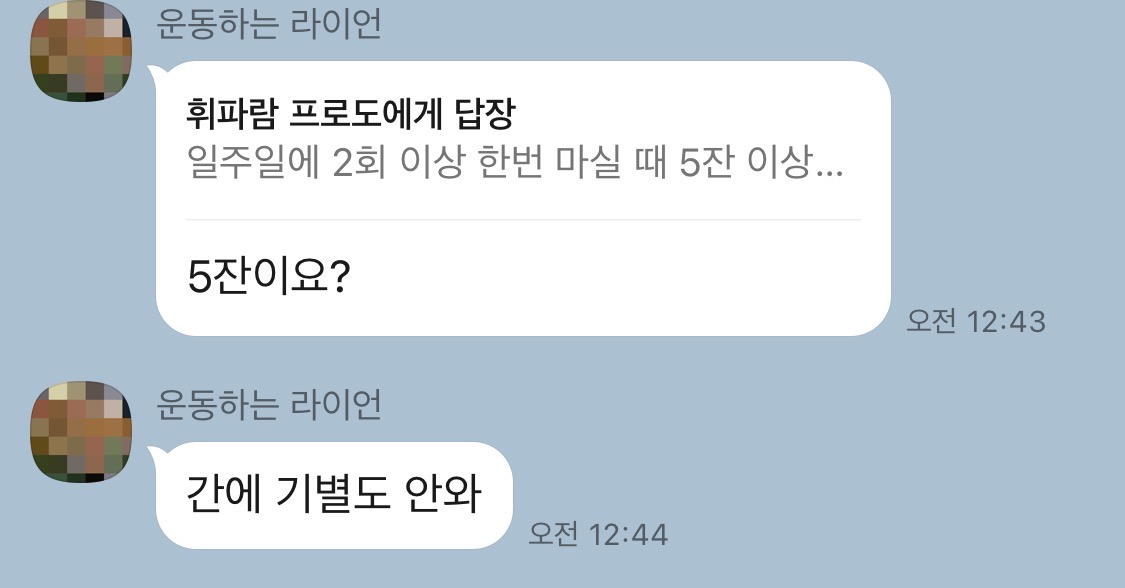 운동하는 라이언
휘파람 프로도에게 답장
일주일에 2회 이상 한번 마실 때 5잔 이상...
5잔이요?
오전 12:43
운동하는 라이언
간에 기별도 안와
오전 12:44